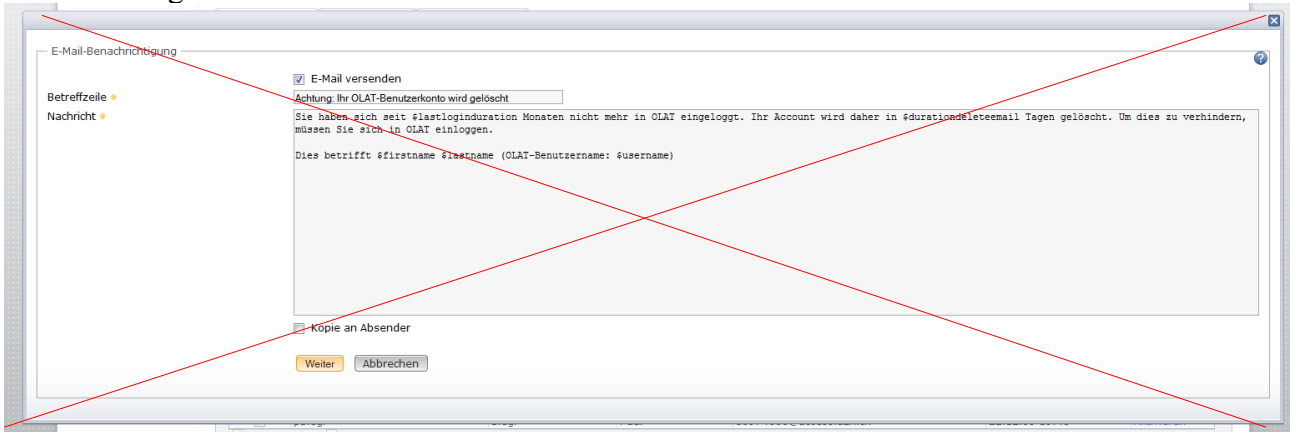 E-Mail-Benachrichtigung
E-Mail versenden
Betreffzeile
Achtung: Ihr OLAT-Benutzerkonto wird gelöscht
Nachricht
Sie haben sich seit $lastloginduration Monaten nicht mehr in OLAT eingeloggt. Ihr Account wird daher in $durationdeleteemail Tagen gelöscht. Um dies zu verhindern,
müssen Sie sich in OLAT einloggen.
Dies betrifft $firstname $lastname (OLAT-Benutzername: $username)
Kopie an Absender
Weiter Abbrechen